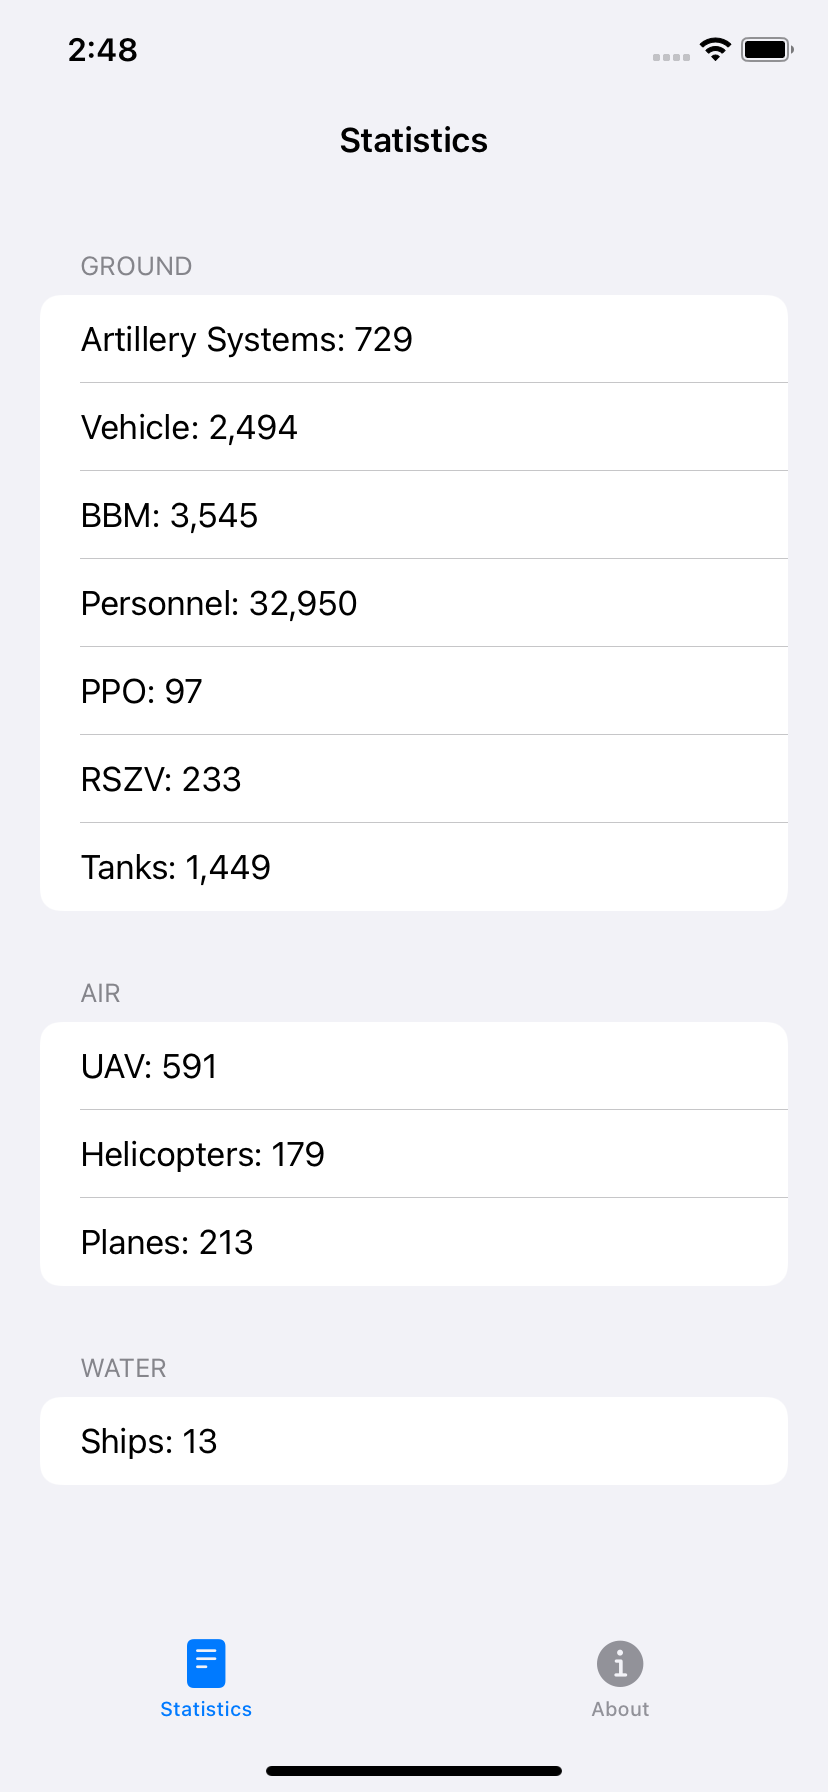 2:48
Statistics
GROUND
Artillery Systems: 729
Vehicle: 2,494
BBM: 3,545
Personnel: 32,950
PPO: 97
RSZV: 233
Tanks: 1,449
AIR
UAV: 591
Helicopters: 179
Planes: 213
WATER
Ships: 13
Statistics
About